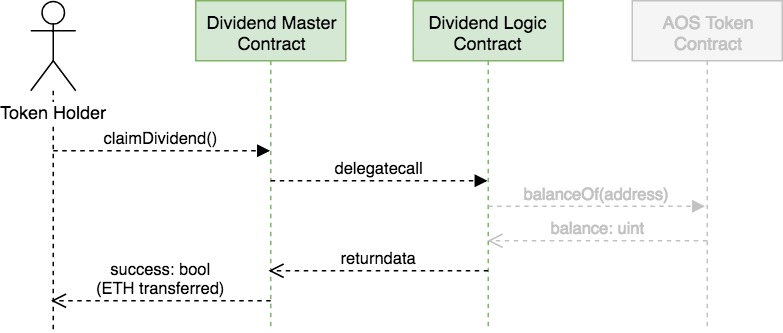 Dividend Master
Contract
Dividend Logic
Contract
AOS Token
Contract
Token Holder
claimDividend()
delegatecall
balanceOf(address)
balance: uint
returndata
success: bool
(ETH transferred)